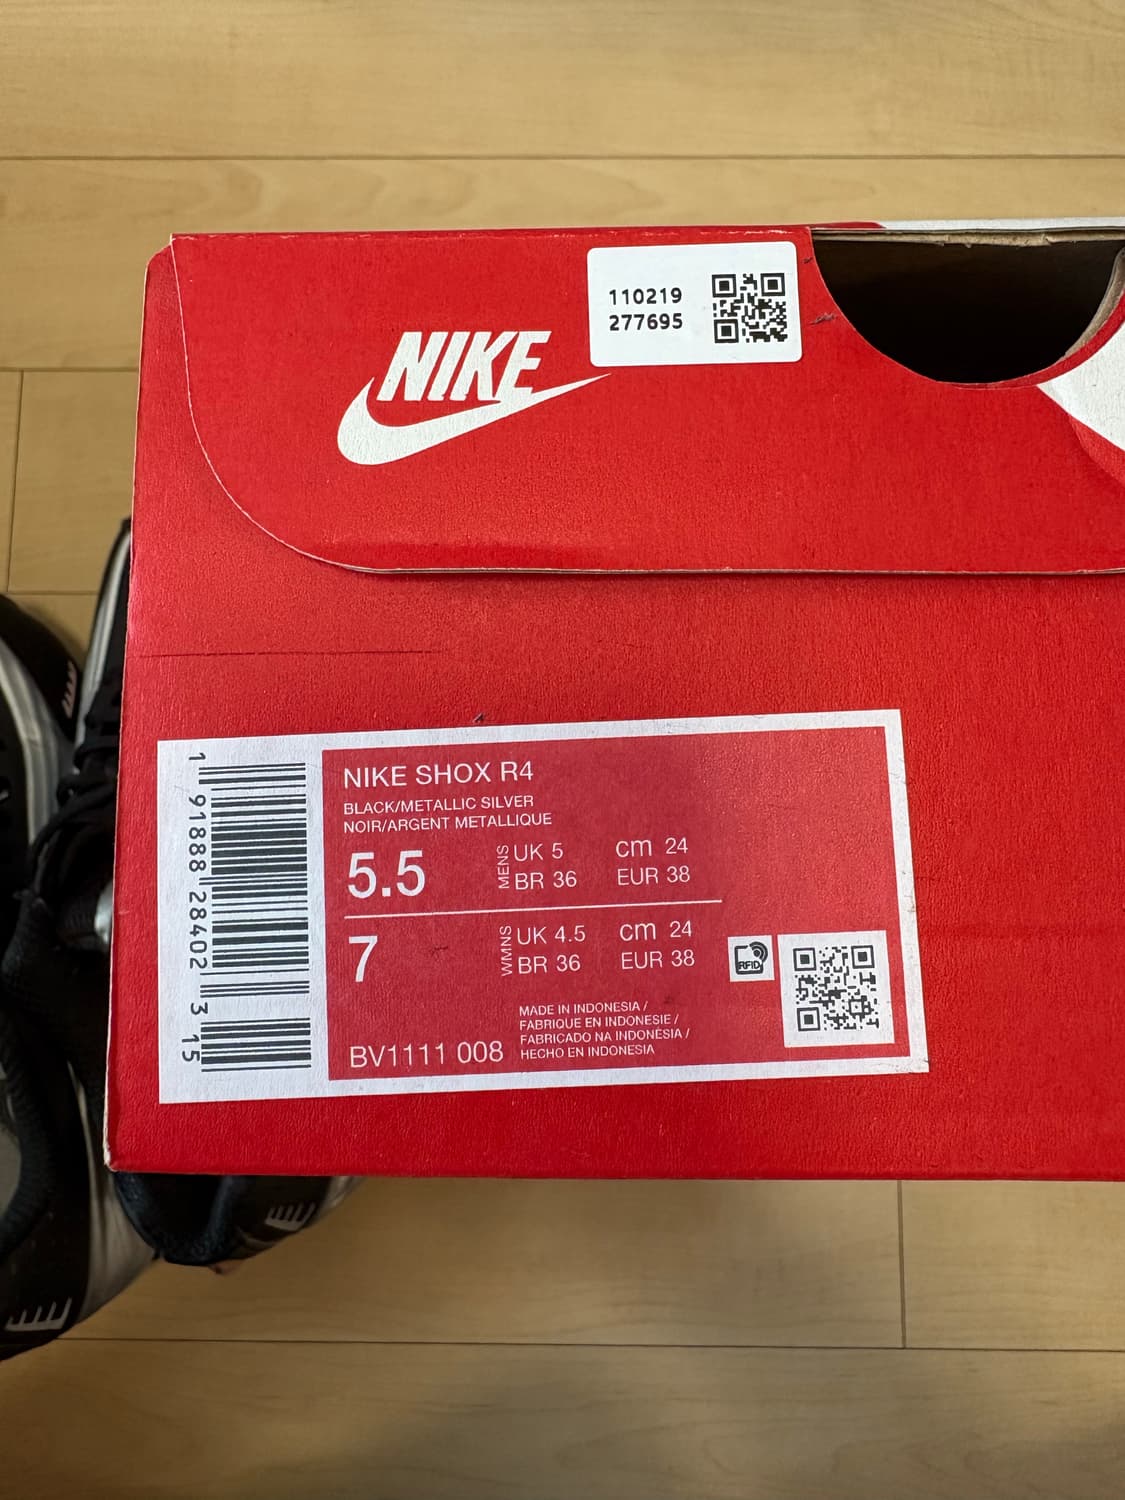 110219
277695
NIKE
NIKE SHOX R4
BLACK/METALLIC SILVER
NOIR/ARGENT METALLIQUE
5.5
MENS
UK 5
cm 24
BR 36
EUR 38
7
WMNS
UK 4.5
cm 24
BR 36
EUR 38
RFID
MADE IN INDONESIA /
FABRIQUE EN INDONESIE /
FABRICADO NA INDONÉSIA /
HECHO EN INDONESIA
BV1111 008
1 91888 28402 3 15